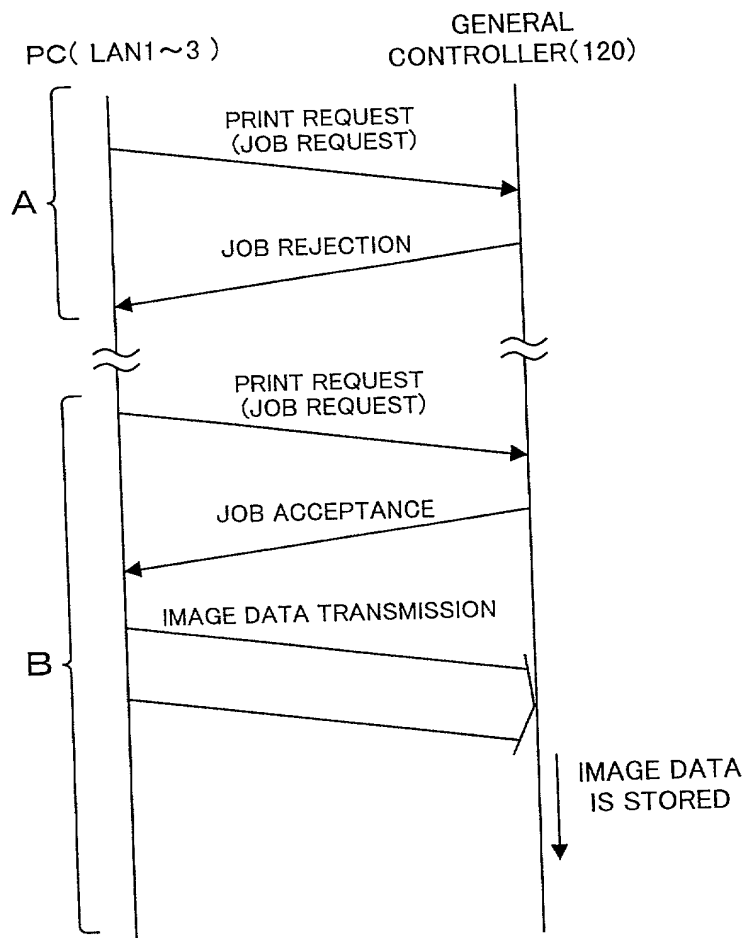 PC( LAN1～3 )
GENERAL
CONTROLLER(120)
A
PRINT REQUEST
(JOB REQUEST)
JOB REJECTION
PRINT REQUEST
(JOB REQUEST)
JOB ACCEPTANCE
IMAGE DATA TRANSMISSION
B
IMAGE DATA
IS STORED